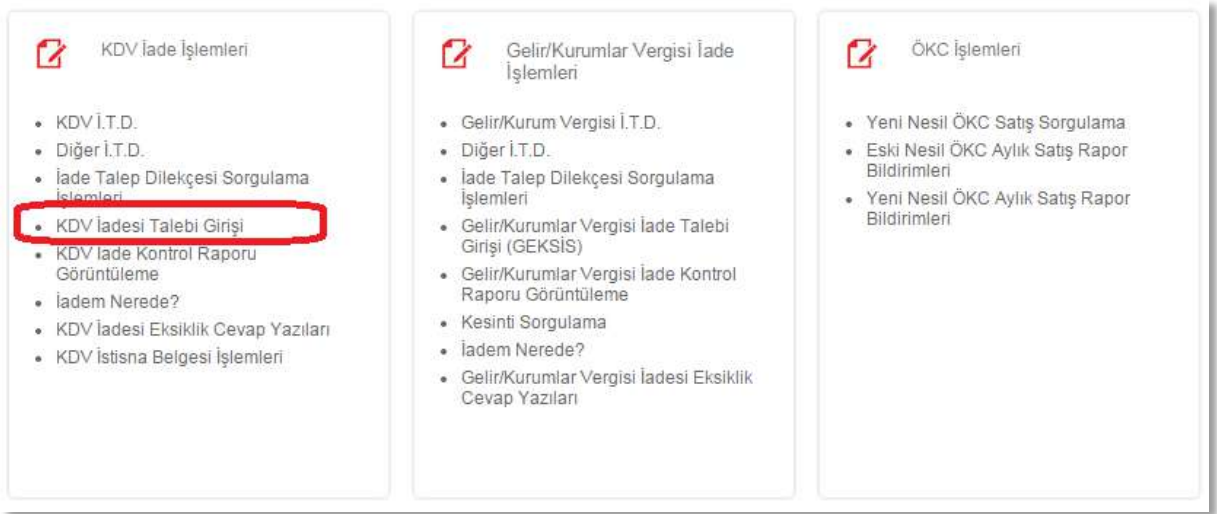 KDV İade İşlemleri
• KDV İ.T.D.
• Diğer İ.T.D.
• İade Talep Dilekçesi Sorgulama
İşlemleri
• KDV İadesi Talebi Girişi
• KDV İade Kontrol Raporu
Görüntüleme
• İadem Nerede?
• KDV İadesi Eksiklik Cevap Yazıları
• KDV İstisna Belgesi İşlemleri
Gelir/Kurumlar Vergisi İade
İşlemleri
• Gelir/Kurum Vergisi İ.T.D.
• Diğer İ.T.D.
• İade Talep Dilekçesi Sorgulama
İşlemleri
• Gelir/Kurumlar Vergisi İade Talebi
Girişi (GEKSİS)
• Gelir/Kurumlar Vergisi İade Kontrol
Raporu Görüntüleme
• Kesinti Sorgulama
• İadem Nerede?
• Gelir/Kurumlar Vergisi İadesi Eksiklik
Cevap Yazıları
ÖKC İşlemleri
• Yeni Nesil ÖKC Satış Sorgulama
• Eski Nesil ÖKC Aylık Satış Rapor
Bildirimleri
• Yeni Nesil ÖKC Aylık Satış Rapor
Bildirimleri